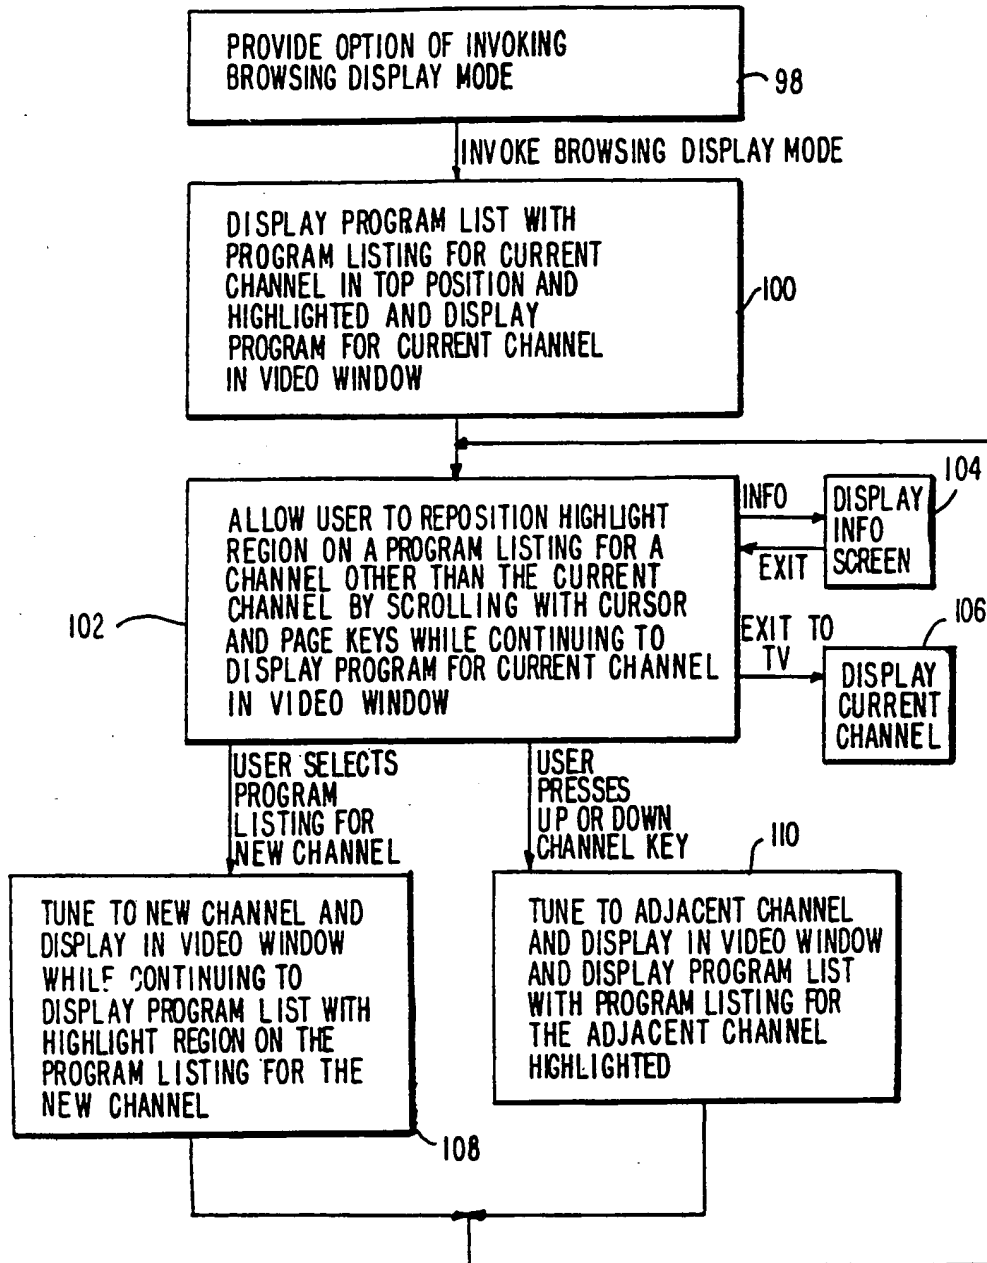 PROVIDE OPTION OF INVOKING
BROWSING DISPLAY MODE
98
INVOKE BROWSING DISPLAY MODE
DISPLAY PROGRAM LIST WITH
PROGRAM LISTING FOR CURRENT
CHANNEL IN TOP POSITION AND
HIGHLIGHTED AND DISPLAY
PROGRAM FOR CURRENT CHANNEL
IN VIDEO WINDOW
100
ALLOW USER TO REPOSITION HIGHLIGHT
REGION ON A PROGRAM LISTING FOR A
CHANNEL OTHER THAN THE CURRENT
CHANNEL BY SCROLLING WITH CURSOR
AND PAGE KEYS WHILE CONTINUING TO
DISPLAY PROGRAM FOR CURRENT CHANNEL
IN VIDEO WINDOW
102
INFO
EXIT
DISPLAY
INFO
SCREEN
104
EXIT TO
TV
DISPLAY
CURRENT
CHANNEL
106
USER SELECTS
PROGRAM
LISTING FOR
NEW CHANNEL
USER
PRESSES
UP OR DOWN
CHANNEL KEY
TUNE TO NEW CHANNEL AND
DISPLAY IN VIDEO WINDOW
WHILE CONTINUING TO
DISPLAY PROGRAM LIST WITH
HIGHLIGHT REGION ON THE
PROGRAM LISTING FOR THE
NEW CHANNEL
108
TUNE TO ADJACENT CHANNEL
AND DISPLAY IN VIDEO WINDOW
AND DISPLAY PROGRAM LIST
WITH PROGRAM LISTING FOR
THE ADJACENT CHANNEL
HIGHLIGHTED
110